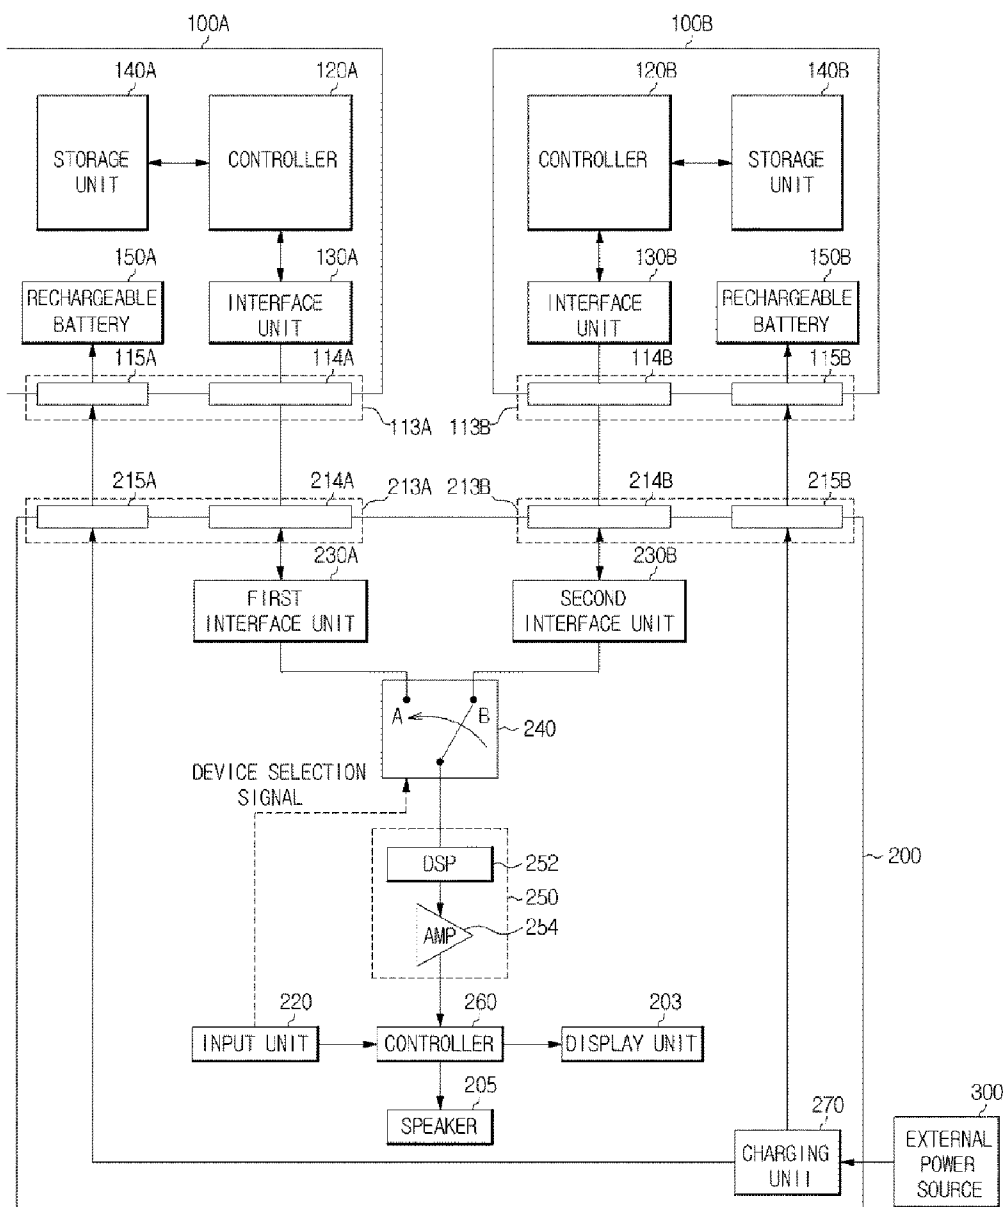 100A
100B
140A
120A
120B
140B
STORAGE
UNIT
CONTROLLER
CONTROLLER
STORAGE
UNIT
150A
130A
130B
150B
RECHARGEABLE
BATTERY
INTERFACE
UNIT
INTERFACE
UNIT
RECHARGEABLE
BATTERY
115A
114A
114B
115B
113A
113B
215A
214A
213A
213B
214B
215B
230A
230B
FIRST
INTERFACE UNIT
SECOND
INTERFACE UNIT
A
B
240
DEVICE SELECTION
SIGNAL
DSP
252
200
250
AMP
254
220
260
203
INPUT UNIT
CONTROLLER
DISPLAY UNIT
205
SPEAKER
270
300
CHARGING
UNIT
EXTERNAL
POWER
SOURCE